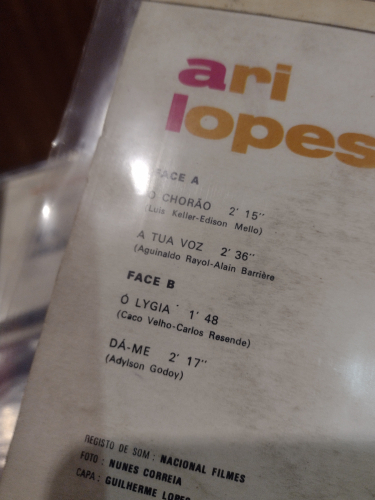 ari
lopes
FACE A
O CHORÃO 2' 15"
(Luis Keller-Edison Mello)
A TUA VOZ 2' 36"
(Aguinaldo Rayol-Alain Barrière
FACE B
Ó LYGIA 1' 48
(Caco Velho-Carlos Resende)
DÁ-ME 2' 17"
(Adylson Godoy)
REGISTO DE SOM : NACIONAL FILMES
FOTO : NUNES CORREIA
CAPA : GUILHERME LOPES